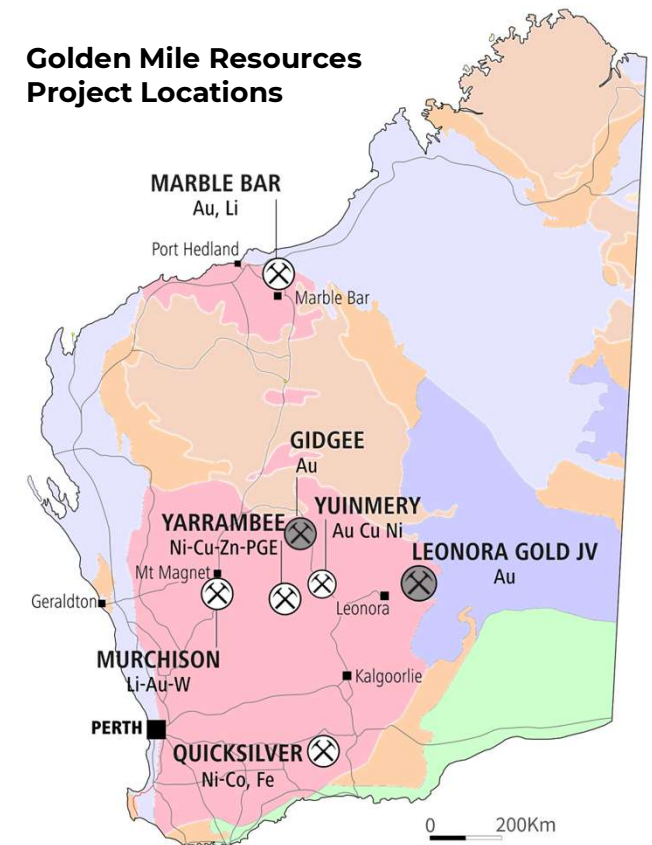 Golden Mile Resources
Project Locations
MARBLE BAR
Au, Li
Port Hedland
Marble Bar
GIDGEE
Au
YUINMERY
Au Cu Ni
YARRAMBEE
Ni-Cu-Zn-PGE
LEONORA GOLD JV
Au
Mt Magnet
Geraldton
Leonora
MURCHISON
Li-Au-W
Kalgoorlie
PERTH
QUICKSILVER
Ni-Co, Fe
0 200Km